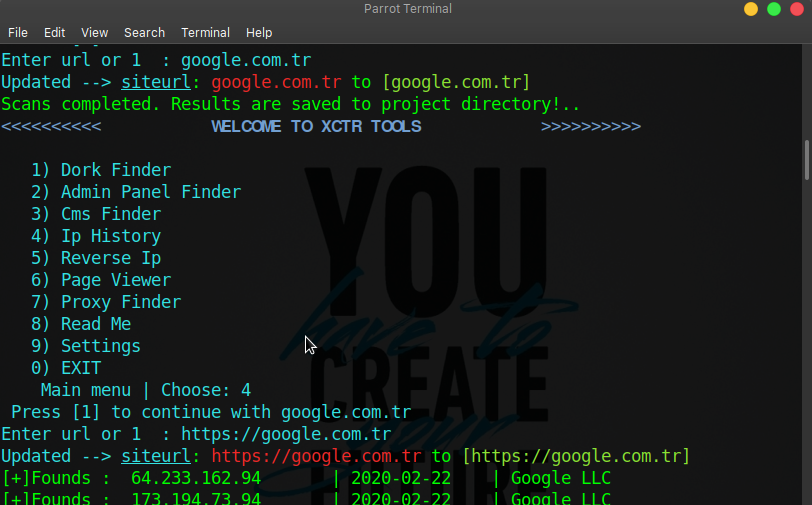 Parrot Terminal
File Edit View Search Terminal Help
Enter url or 1  : google.com.tr
Updated --> siteurl: google.com.tr to [google.com.tr]
Scans completed. Results are saved to project directory!..
<<<<<<<<<< WELCOME TO XCTR TOOLS >>>>>>>>>>
1) Dork Finder
2) Admin Panel Finder
3) Cms Finder
4) Ip History
5) Reverse Ip
6) Page Viewer
7) Proxy Finder
8) Read Me
9) Settings
0) EXIT
Main menu | Choose: 4
Press [1] to continue with google.com.tr
Enter url or 1  : https://google.com.tr
Updated --> siteurl: https://google.com.tr to [https://google.com.tr]
[+]Founds :  64.233.162.94 | 2020-02-22 | Google LLC
[+]Founds :  173.194.73.94 | 2020-02-22 | Google LLC
YOU
have to
CREATE
your